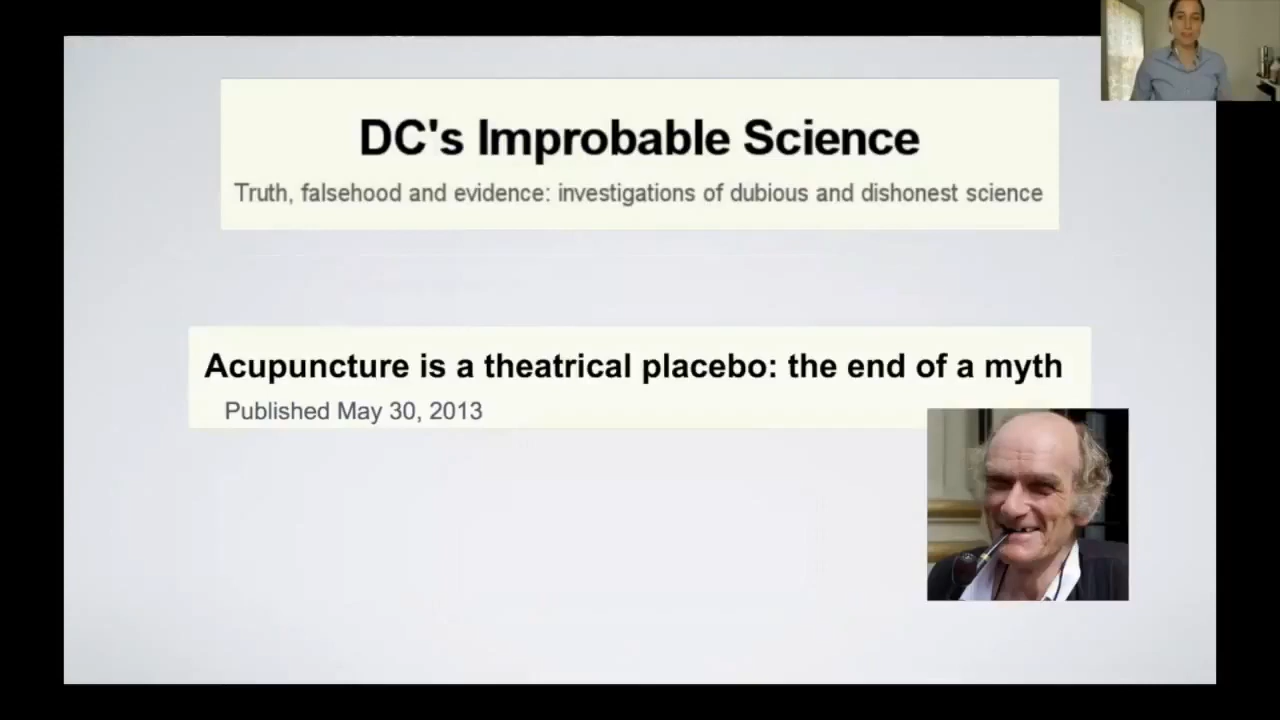 DC's Improbable Science
Truth, falsehood and evidence: investigations of dubious and dishonest science
Acupuncture is a theatrical placebo: the end of a myth
Published May 30, 2013